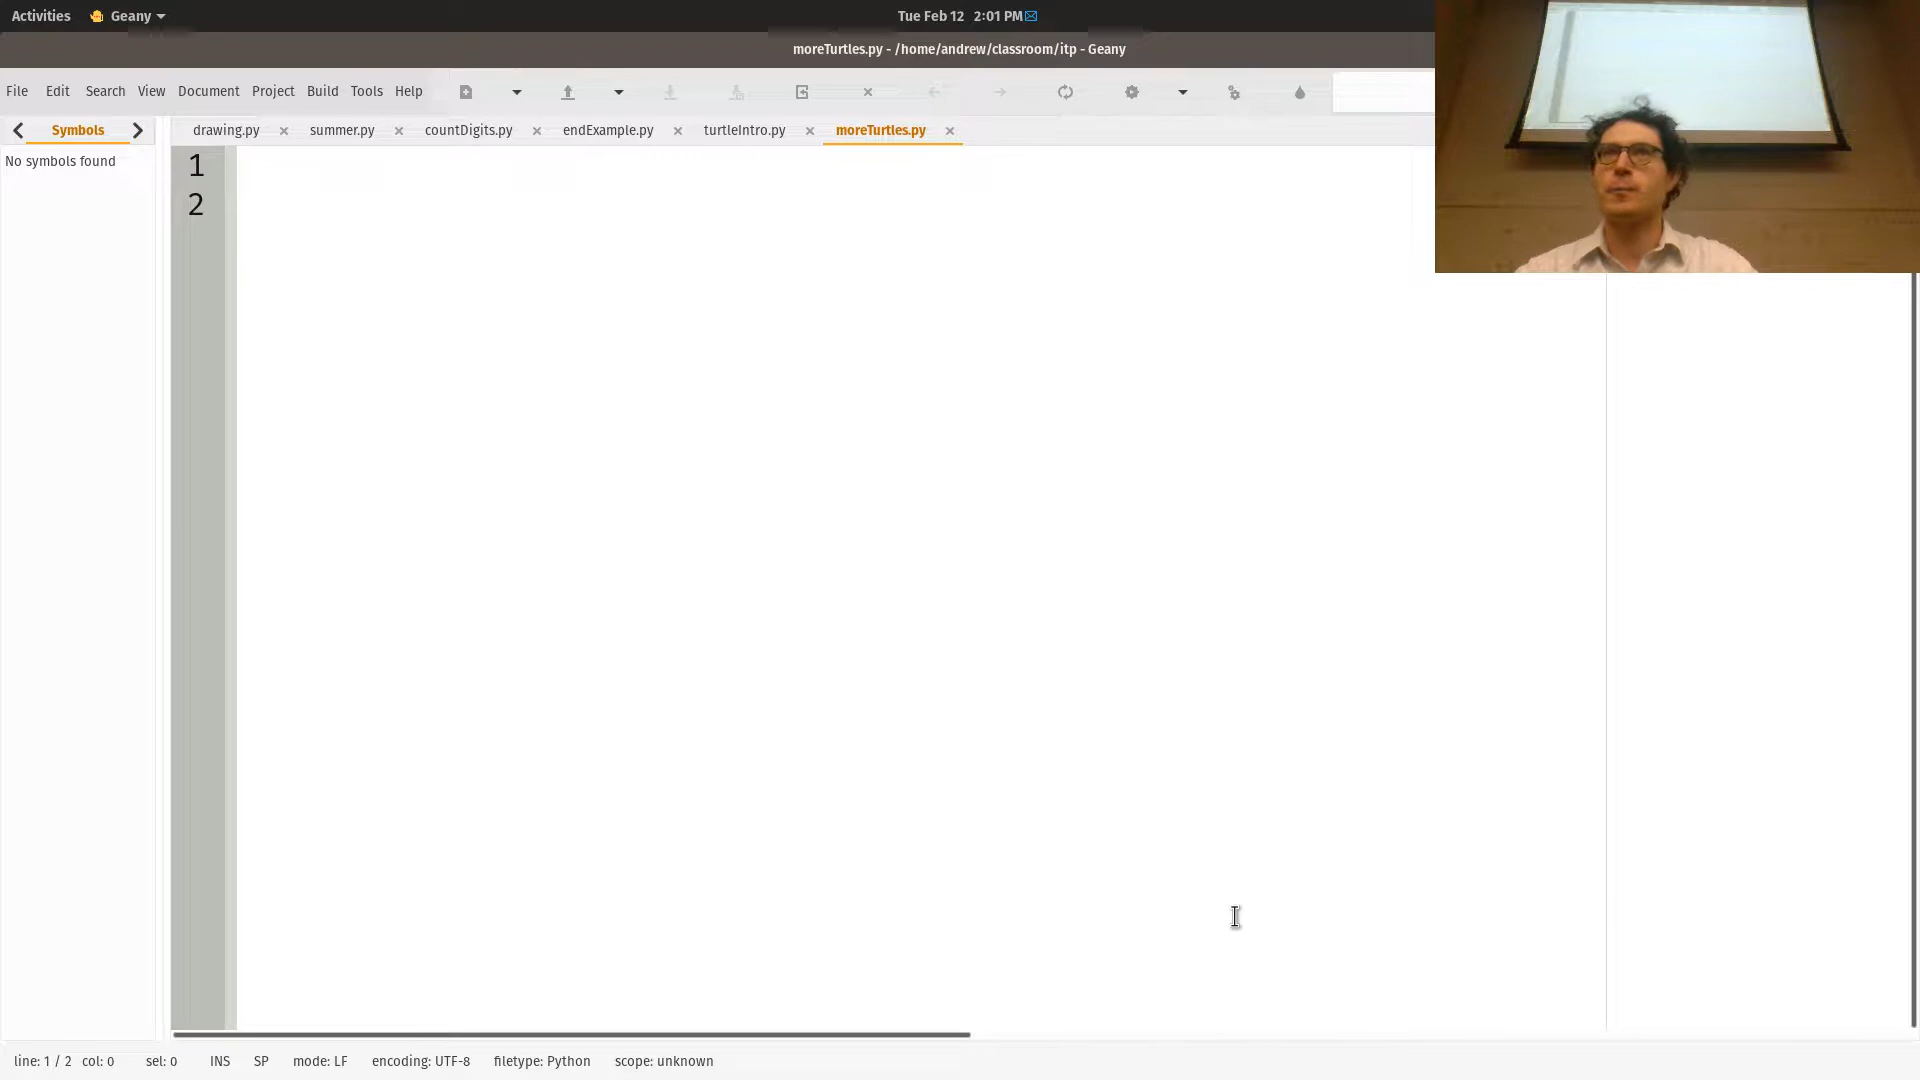 Activities Geany Tue Feb 12 2:01 PM
moreTurtles.py - /home/andrew/classroom/itp - Geany
File Edit Search View Document Project Build Tools Help
Symbols drawing.py summer.py countDigits.py endExample.py turtleIntro.py moreTurtles.py
No symbols found
1
2
line: 1 / 2 col: 0 sel: 0 INS SP mode: LF encoding: UTF-8 filetype: Python scope: unknown